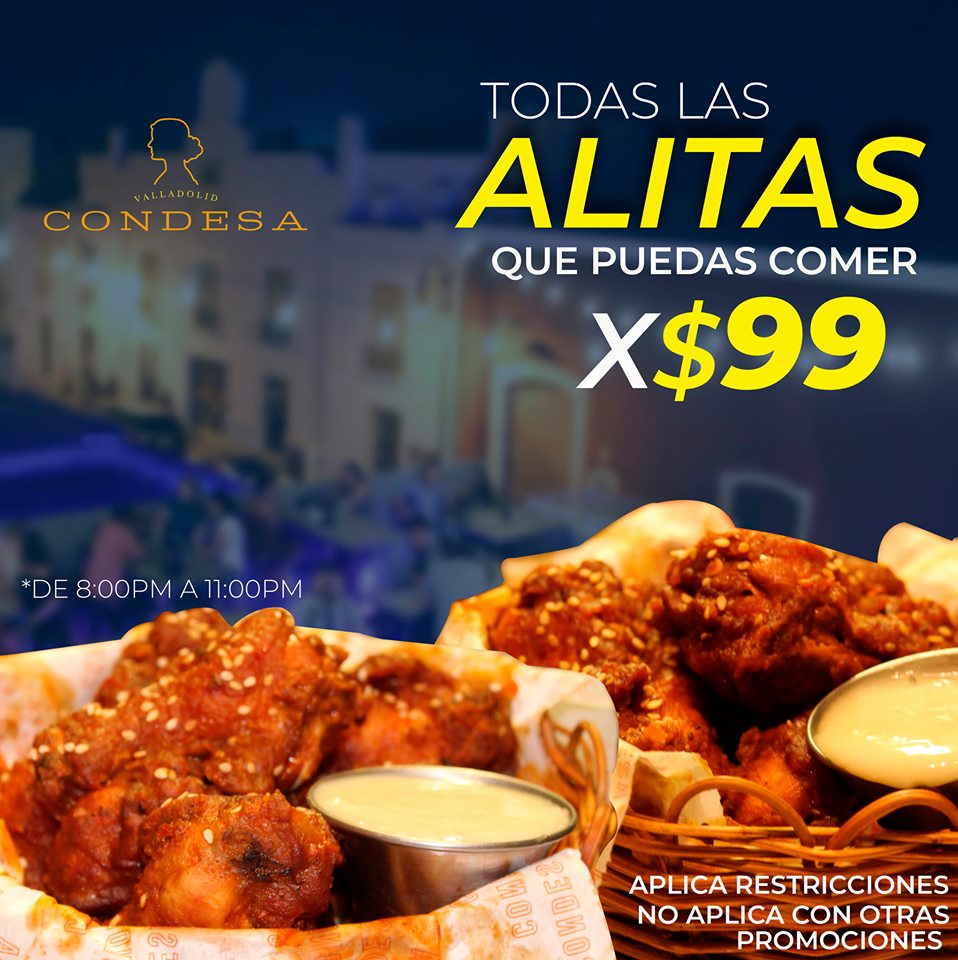 VALLADOLID
CONDESA
TODAS LAS
ALITAS
QUE PUEDAS COMER
X$99
*DE 8:00PM A 11:00PM
APLICA RESTRICCIONES
NO APLICA CON OTRAS
PROMOCIONES